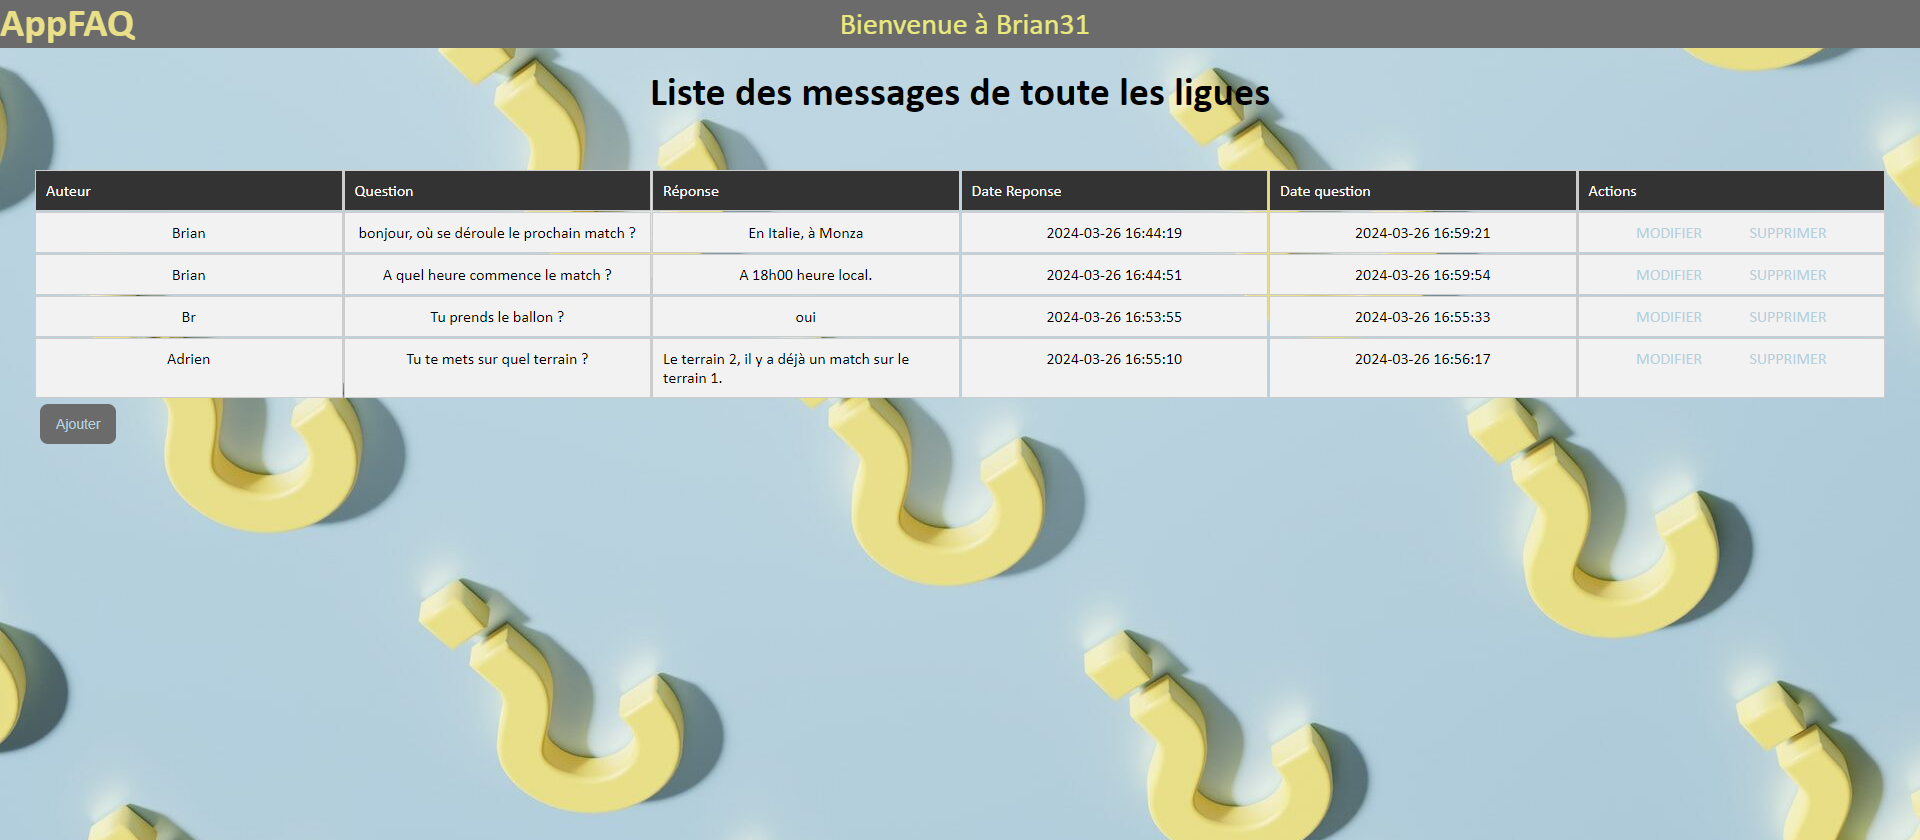 AppFAQ
Bienvenue à Brian31
Liste des messages de toute les ligues
Auteur Question Réponse Date Reponse Date question Actions
Brian bonjour, où se déroule le prochain match ? En Italie, à Monza 2024-03-26 16:44:19 2024-03-26 16:59:21 MODIFIER SUPPRIMER
Brian A quel heure commence le match ? A 18h00 heure local. 2024-03-26 16:44:51 2024-03-26 16:59:54 MODIFIER SUPPRIMER
Br Tu prends le ballon ? oui 2024-03-26 16:53:55 2024-03-26 16:55:33 MODIFIER SUPPRIMER
Adrien Tu te mets sur quel terrain ? Le terrain 2, il y a déjà un match sur le 2024-03-26 16:55:10 2024-03-26 16:56:17 MODIFIER SUPPRIMER
terrain 1.
Ajouter